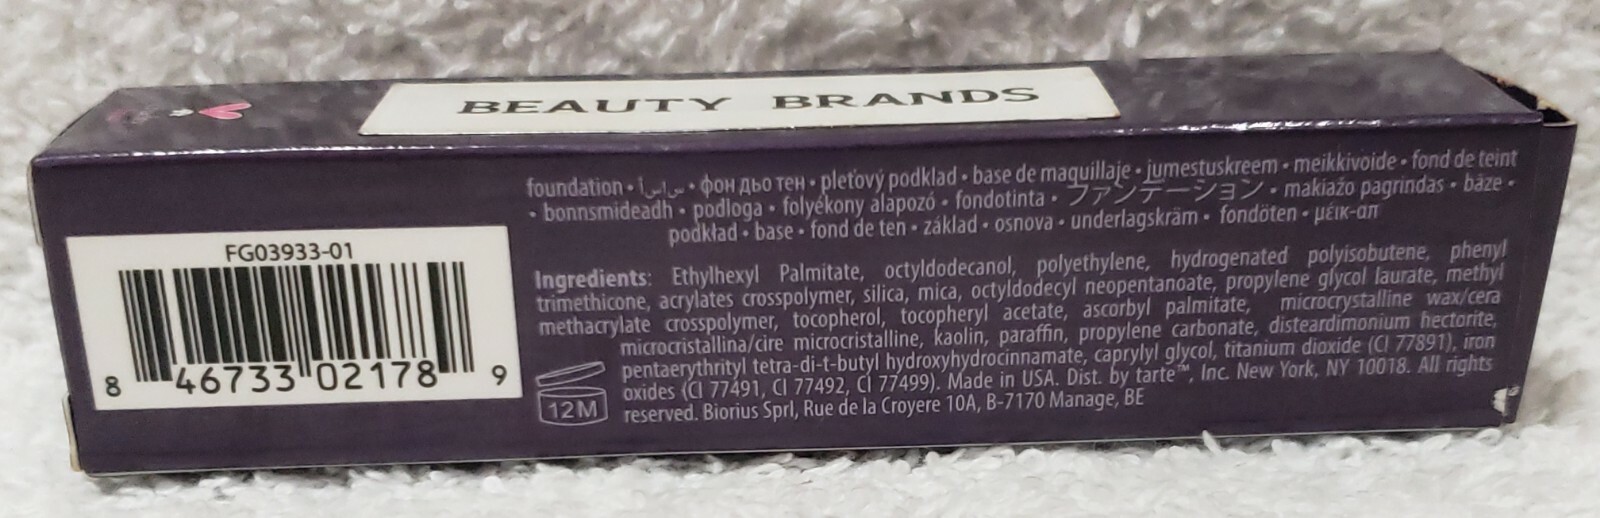 BEAUTY BRANDS
foundation • أساس • фон дьо тен • pleťový podklad • base de maquillaje • jumestuskreem • meikkivoide • fond de teint
• bonnsmideadh • podloga • folyékony alapozó • fondotinta • ファンデーション • makiažo pagrindas • bāze •
podkład • base • fond de ten • základ • osnova • underlagskräm • fondöten • μέικ-απ
FG03933-01
8 46733 02178 9
Ingredients: Ethylhexyl Palmitate, octyldodecanol, polyethylene, hydrogenated polyisobutene, phenyl
trimethicone, acrylates crosspolymer, silica, mica, octyldodecyl neopentanoate, propylene glycol laurate, methyl
methacrylate crosspolymer, tocopherol, tocopheryl acetate, ascorbyl palmitate, microcrystalline wax/cera
microcristallina/cire microcristalline, kaolin, paraffin, propylene carbonate, disteardimonium hectorite,
pentaerythrityl tetra-di-t-butyl hydroxyhydrocinnamate, caprylyl glycol, titanium dioxide (CI 77891), iron
oxides (CI 77491, CI 77492, CI 77499). Made in USA. Dist. by tarte™, Inc. New York, NY 10018. All rights
reserved. Biorius Sprl, Rue de la Croyere 10A, B-7170 Manage, BE
12M